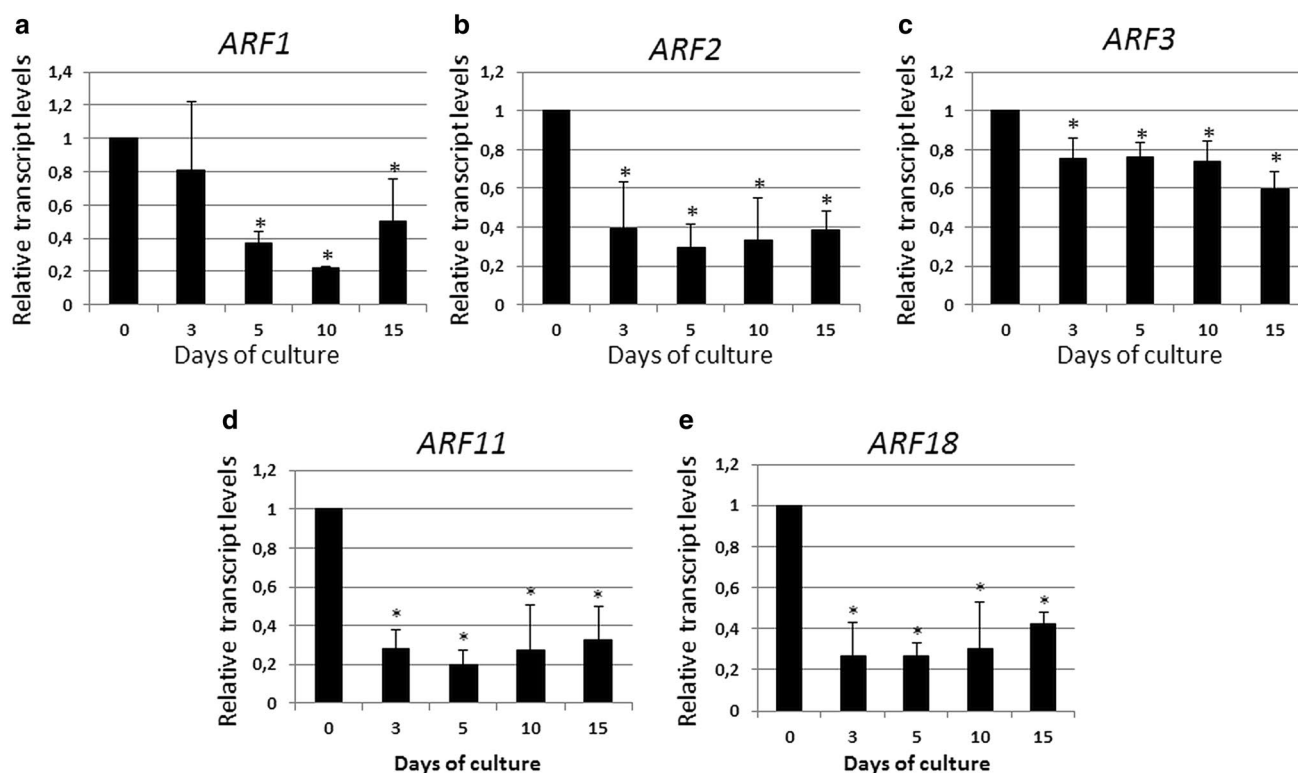 a
ARF1
Relative transcript levels
1,4
1,2
1
0,8
0,6
0,4
0,2
0
*
*
*
0 3 5 10 15
Days of culture
b
ARF2
Relative transcript levels
1,2
1
0,8
0,6
0,4
0,2
0
*
*
*
*
0 3 5 10 15
Days of culture
c
ARF3
Relative transcript levels
1,2
1
0,8
0,6
0,4
0,2
0
*
*
*
*
0 3 5 10 15
Days of culture
d
ARF11
Relative transcript levels
1,2
1
0,8
0,6
0,4
0,2
0
*
*
*
*
0 3 5 10 15
Days of culture
e
ARF18
Relative transcript levels
1,2
1
0,8
0,6
0,4
0,2
0
*
*
*
*
0 3 5 10 15
Days of culture